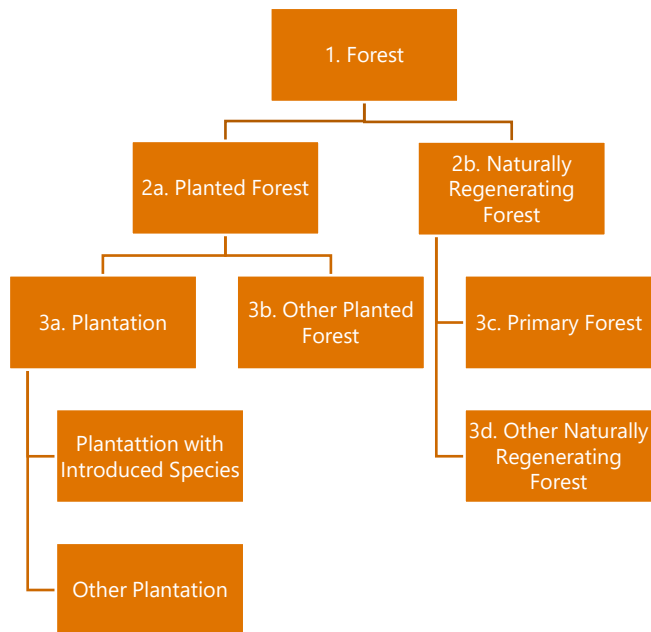 1. Forest
2a. Planted Forest
2b. Naturally
Regenerating
Forest
3a. Plantation
3b. Other Planted
Forest
3c. Primary Forest
Plantattion with
Introduced Species
3d. Other Naturally
Regenerating
Forest
Other Plantation